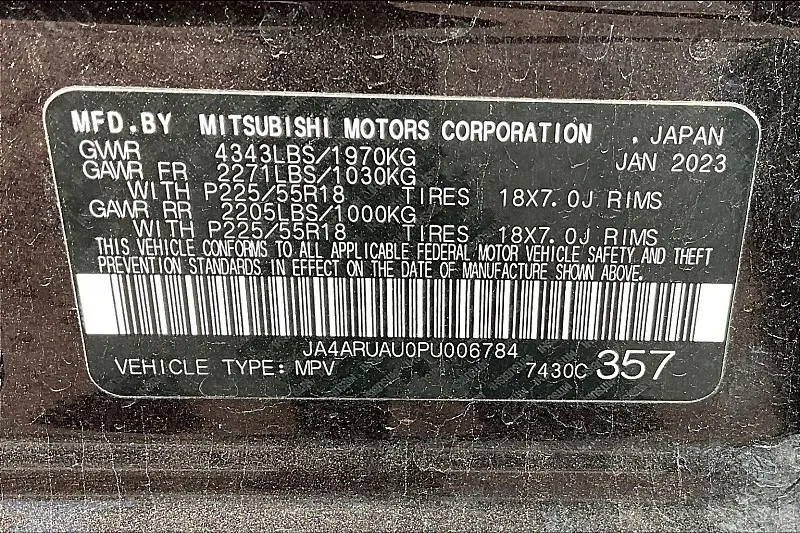 MFD.BY MITSUBISHI MOTORS CORPORATION . JAPAN
GWWR 4343LBS/1970KG JAN 2023
GAWR FR 2271LBS/1030KG
WITH P225/55R18 TIRES 18X7.0J RIMS
GAWR RR 2205LBS/1000KG
WITH P225/55R18 TIRES 18X7.0J RIMS
THIS VEHICLE CONFORMS TO ALL APPLICABLE FEDERAL MOTOR VEHICLE SAFETY AND THEFT
PREVENTION STANDARDS IN EFFECT ON THE DATE OF MANUFACTURE SHOWN ABOVE.
JA4ARUAU0PU006784
VEHICLE TYPE: MPV 7430C 357